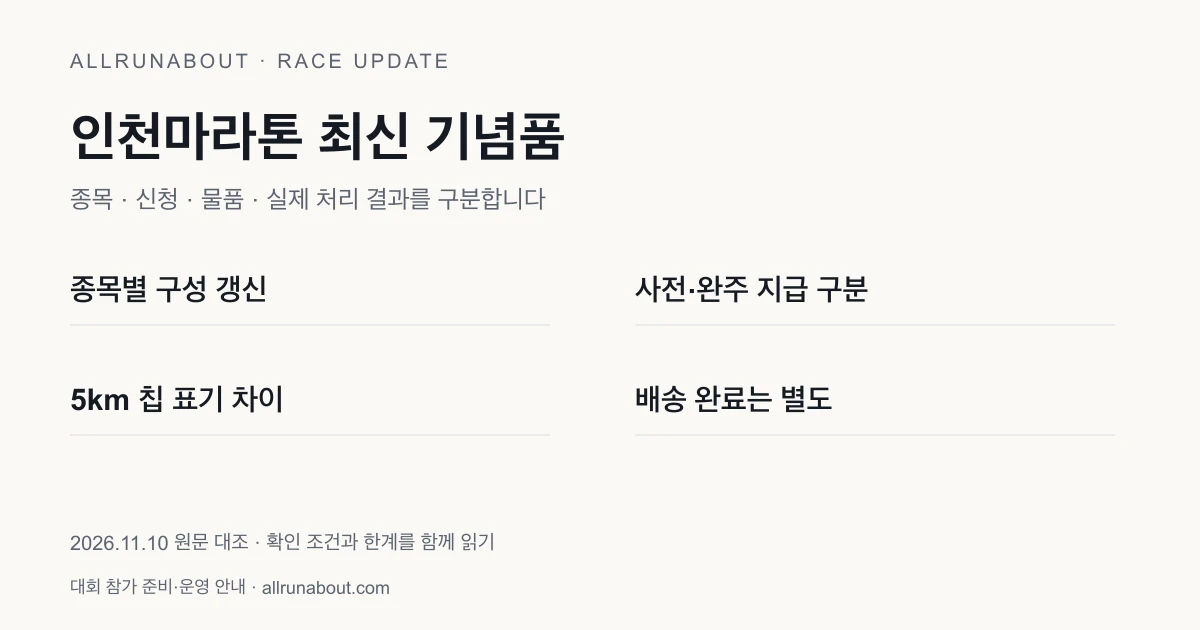 ALLRUNABOUT · RACE UPDATE
인천마라톤 최신 기념품
종목 · 신청 · 물품 · 실제 처리 결과를 구분합니다
종목별 구성 갱신
사전·완주 지급 구분
5km 칩 표기 차이
배송 완료는 별도
2026.11.10 원문 대조 · 확인 조건과 한계를 함께 읽기
대회 참가 준비·운영 안내 · allrunabout.com